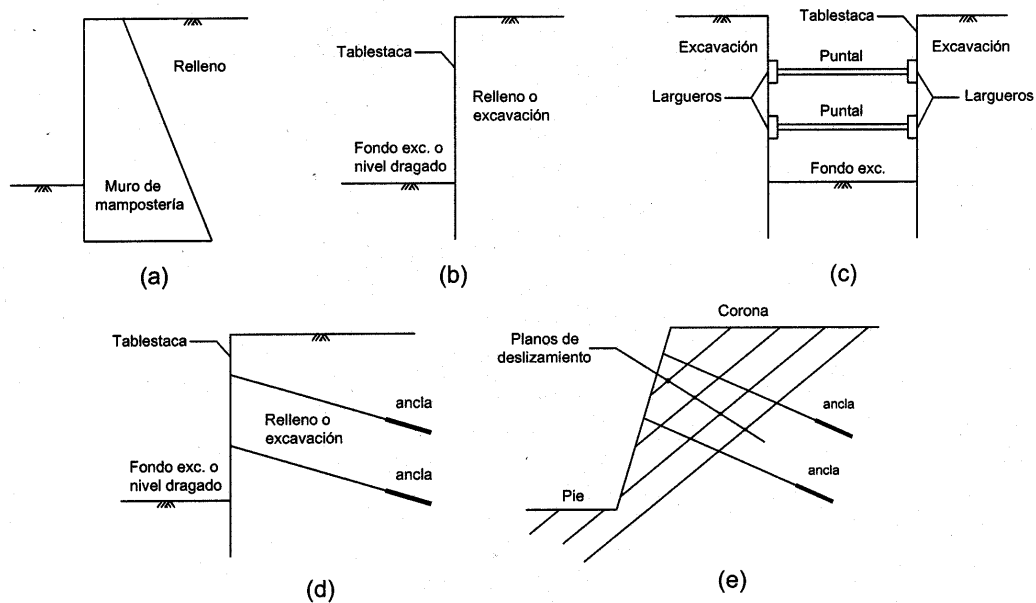 Relleno
Muro de
mampostería
(a)
Tablestaca
Relleno o
excavación
Fondo exc. o
nivel dragado
(b)
Tablestaca
Excavación
Excavación
Puntal
Largueros
Largueros
Puntal
Fondo exc.
(c)
Tablestaca
ancla
Relleno o
excavación
ancla
Fondo exc. o
nivel dragado
(d)
Corona
Planos de
deslizamiento
ancla
ancla
Pie
(e)